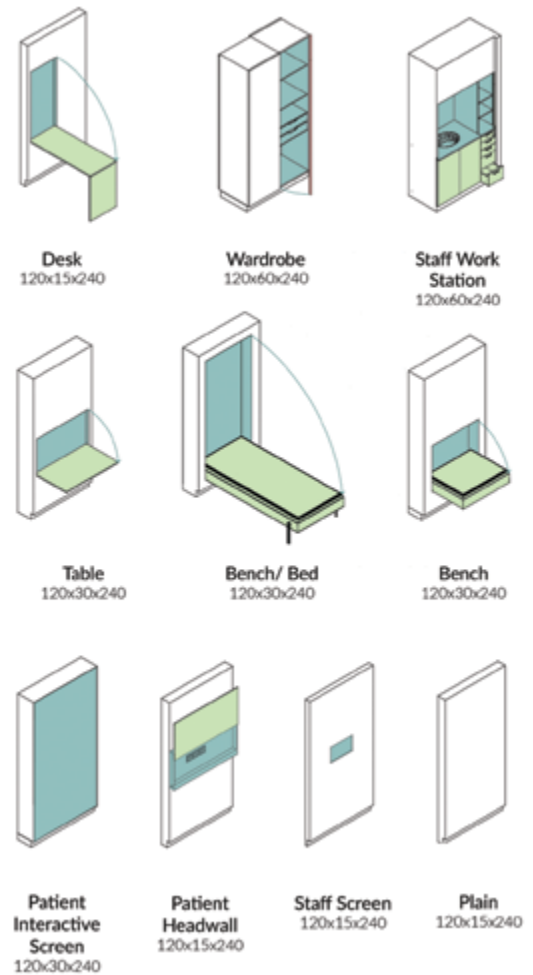 Desk
120x15x240
Wardrobe
120x60x240
Staff Work
Station
120x60x240
Table
120x30x240
Bench/ Bed
120x30x240
Bench
120x30x240
Patient
Interactive
Screen
120x30x240
Patient
Headwall
120x15x240
Staff Screen
120x15x240
Plain
120x15x240